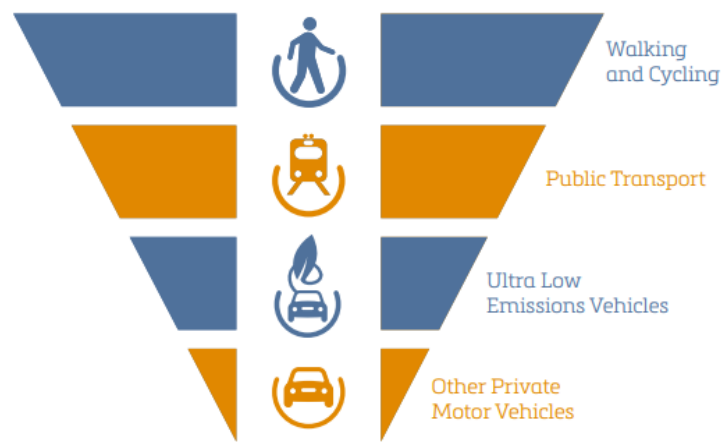 Walking
and Cycling
Public Transport
Ultra Low
Emissions Vehicles
Other Private
Motor Vehicles